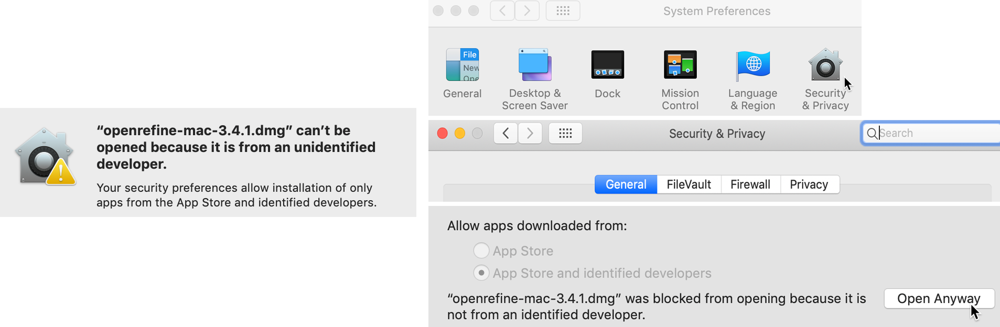 “openrefine-mac-3.4.1.dmg” can’t be
opened because it is from an unidentified
developer.
Your security preferences allow installation of only
apps from the App Store and identified developers.
System Preferences
File
New
Ope
General
Desktop &
Screen Saver
Dock
Mission
Control
Language
& Region
Security
& Privacy
Security & Privacy
Search
General FileVault Firewall Privacy
Allow apps downloaded from:
App Store
App Store and identified developers
“openrefine-mac-3.4.1.dmg” was blocked from opening because it is
not from an identified developer.
Open Anyway